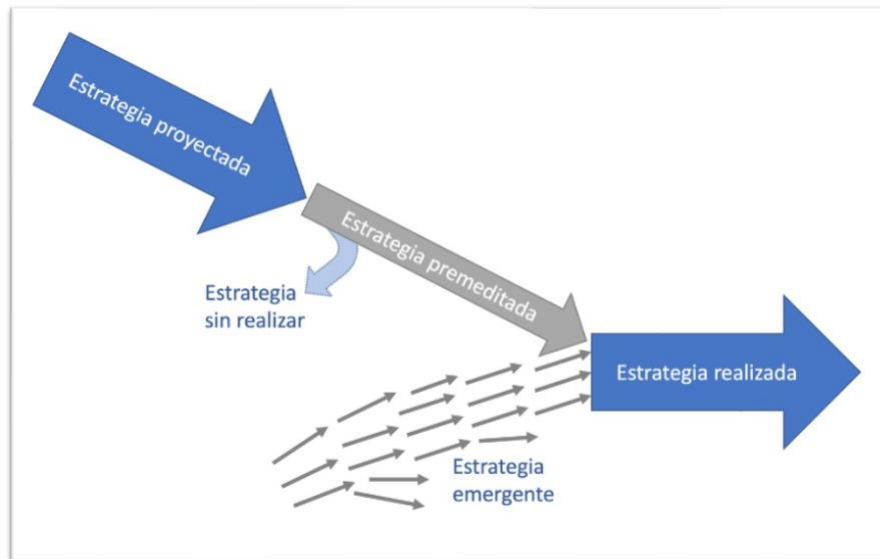 Estrategia proyectada
Estrategia premeditada
Estrategia
sin realizar
Estrategia realizada
Estrategia
emergente